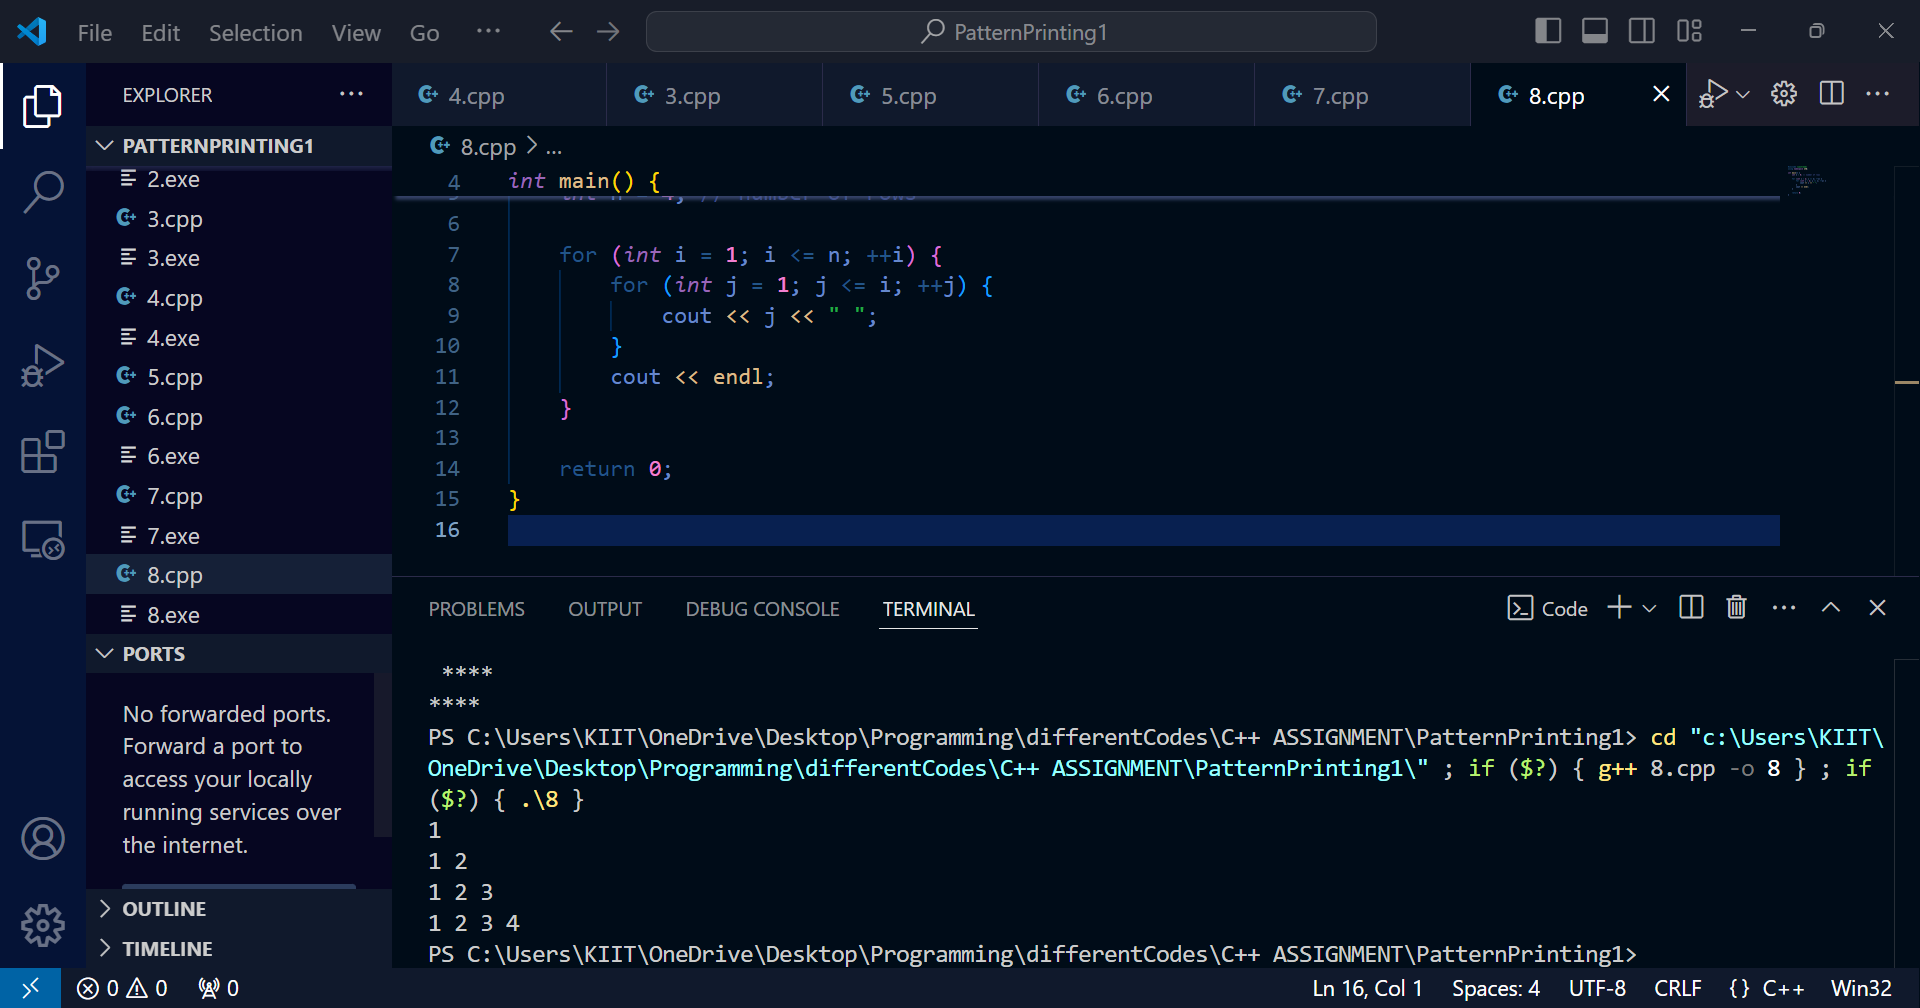 File Edit Selection View Go ··· PatternPrinting1
EXPLORER ···
PATTERNPRINTING1
2.exe
3.cpp
3.exe
4.cpp
4.exe
5.cpp
6.cpp
6.exe
7.cpp
7.exe
8.cpp
8.exe
PORTS
No forwarded ports.
Forward a port to
access your locally
running services over
the internet.
OUTLINE
TIMELINE
4.cpp 3.cpp 5.cpp 6.cpp 7.cpp 8.cpp
8.cpp > ...
4 int main() {
int n = 4; // number of rows
6
7 for (int i = 1; i <= n; ++i) {
8 for (int j = 1; j <= i; ++j) {
9 cout << j << " ";
10 }
11 cout << endl;
12 }
13
14 return 0;
15 }
16
PROBLEMS OUTPUT DEBUG CONSOLE TERMINAL Code
****
****
PS C:\Users\KIIT\OneDrive\Desktop\Programming\differentCodes\C++ ASSIGNMENT\PatternPrinting1> cd "c:\Users\KIIT\
OneDrive\Desktop\Programming\differentCodes\C++ ASSIGNMENT\PatternPrinting1\" ; if ($?) { g++ 8.cpp -o 8 } ; if
($?) { .\8 }
1
1 2
1 2 3
1 2 3 4
PS C:\Users\KIIT\OneDrive\Desktop\Programming\differentCodes\C++ ASSIGNMENT\PatternPrinting1>
0 0 0 Ln 16, Col 1 Spaces: 4 UTF-8 CRLF {} C++ Win32